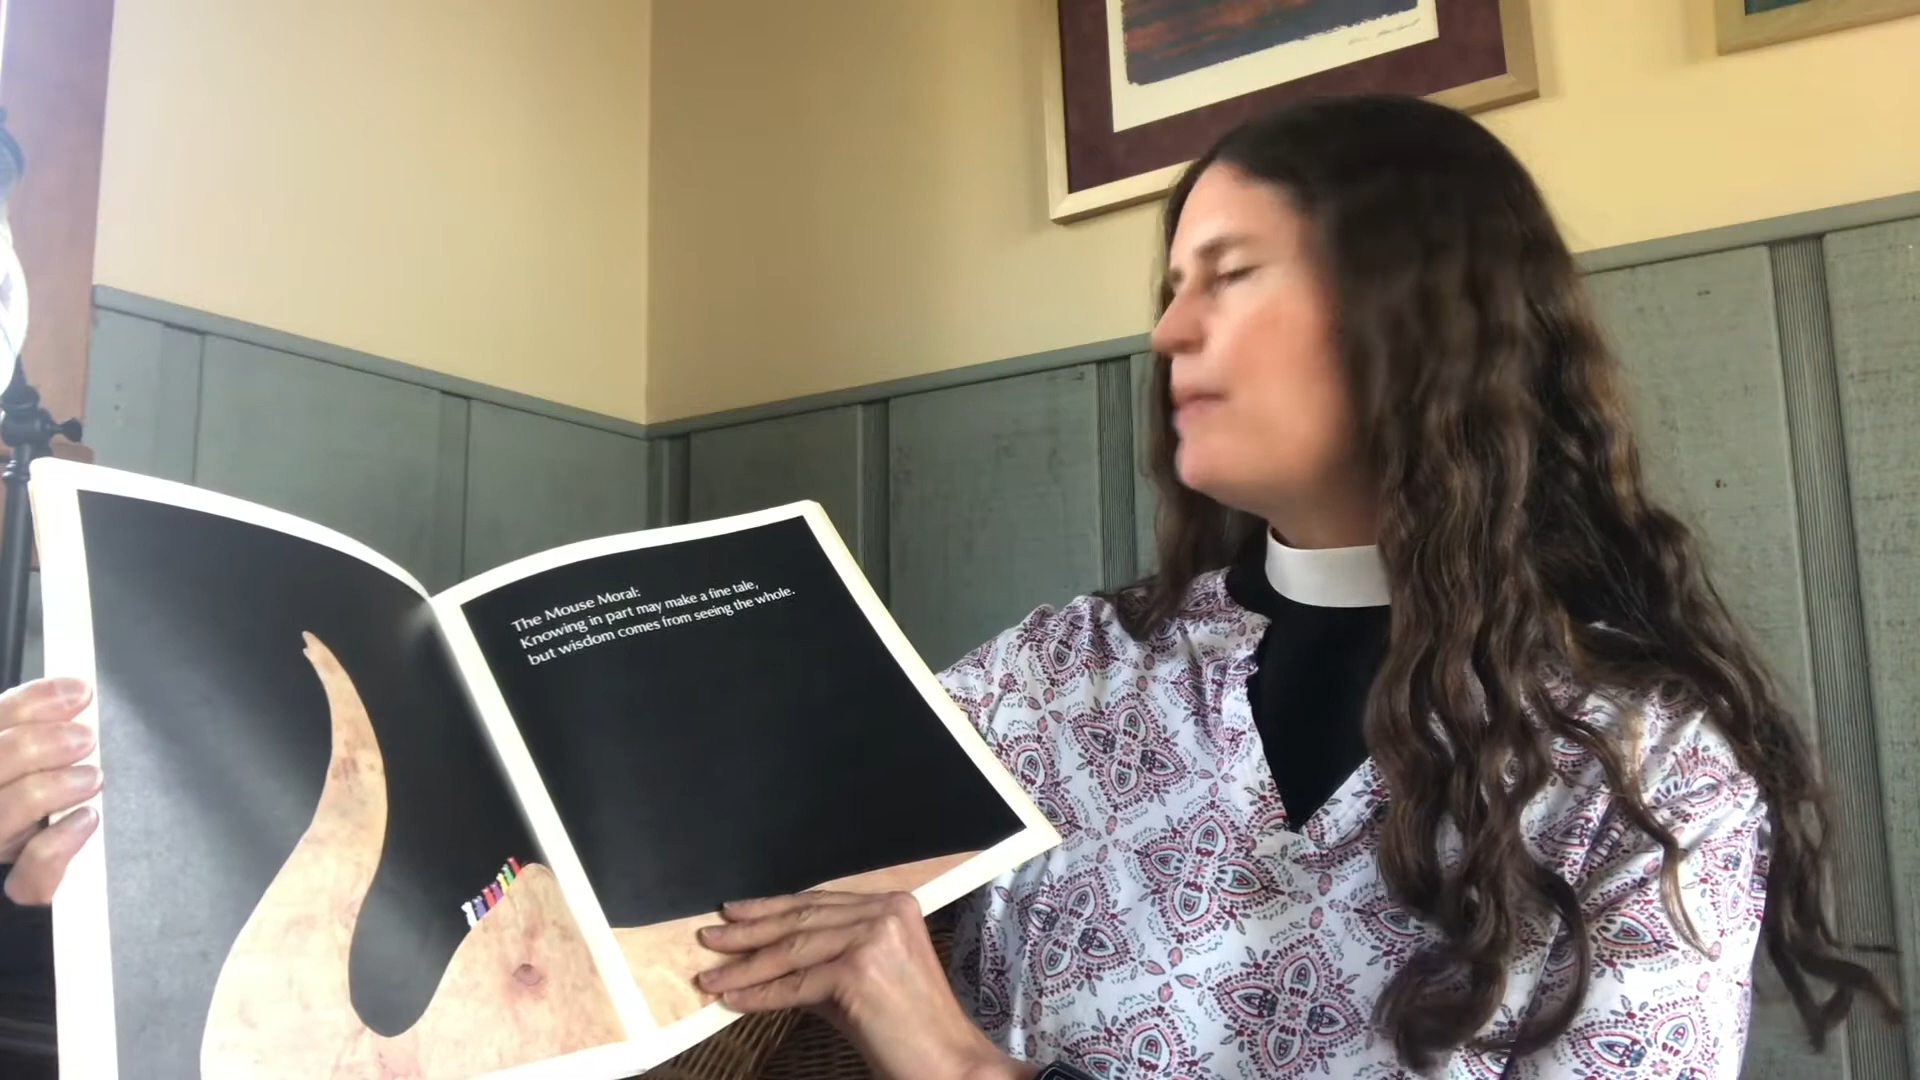 The Mouse Moral:
Knowing in part may make a fine tale,
but wisdom comes from seeing the whole.